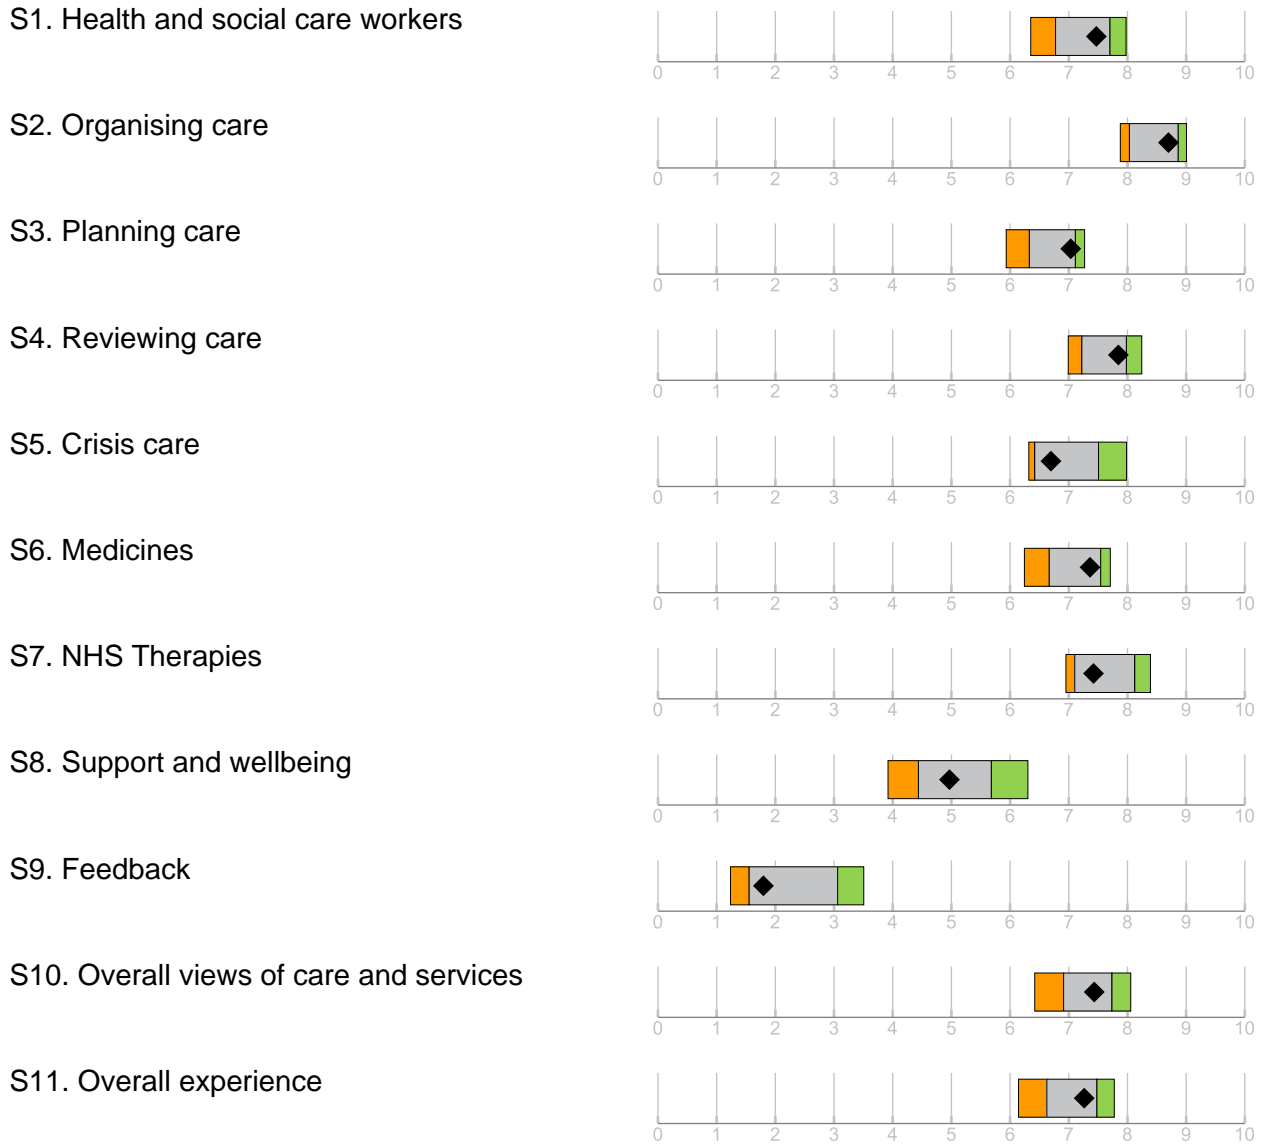 S1. Health and social care workers
0 1 2 3 4 5 6 7 8 9 10
S2. Organising care
0 1 2 3 4 5 6 7 8 9 10
S3. Planning care
0 1 2 3 4 5 6 7 8 9 10
S4. Reviewing care
0 1 2 3 4 5 6 7 8 9 10
S5. Crisis care
0 1 2 3 4 5 6 7 8 9 10
S6. Medicines
0 1 2 3 4 5 6 7 8 9 10
S7. NHS Therapies
0 1 2 3 4 5 6 7 8 9 10
S8. Support and wellbeing
0 1 2 3 4 5 6 7 8 9 10
S9. Feedback
0 1 2 3 4 5 6 7 8 9 10
S10. Overall views of care and services
0 1 2 3 4 5 6 7 8 9 10
S11. Overall experience
0 1 2 3 4 5 6 7 8 9 10